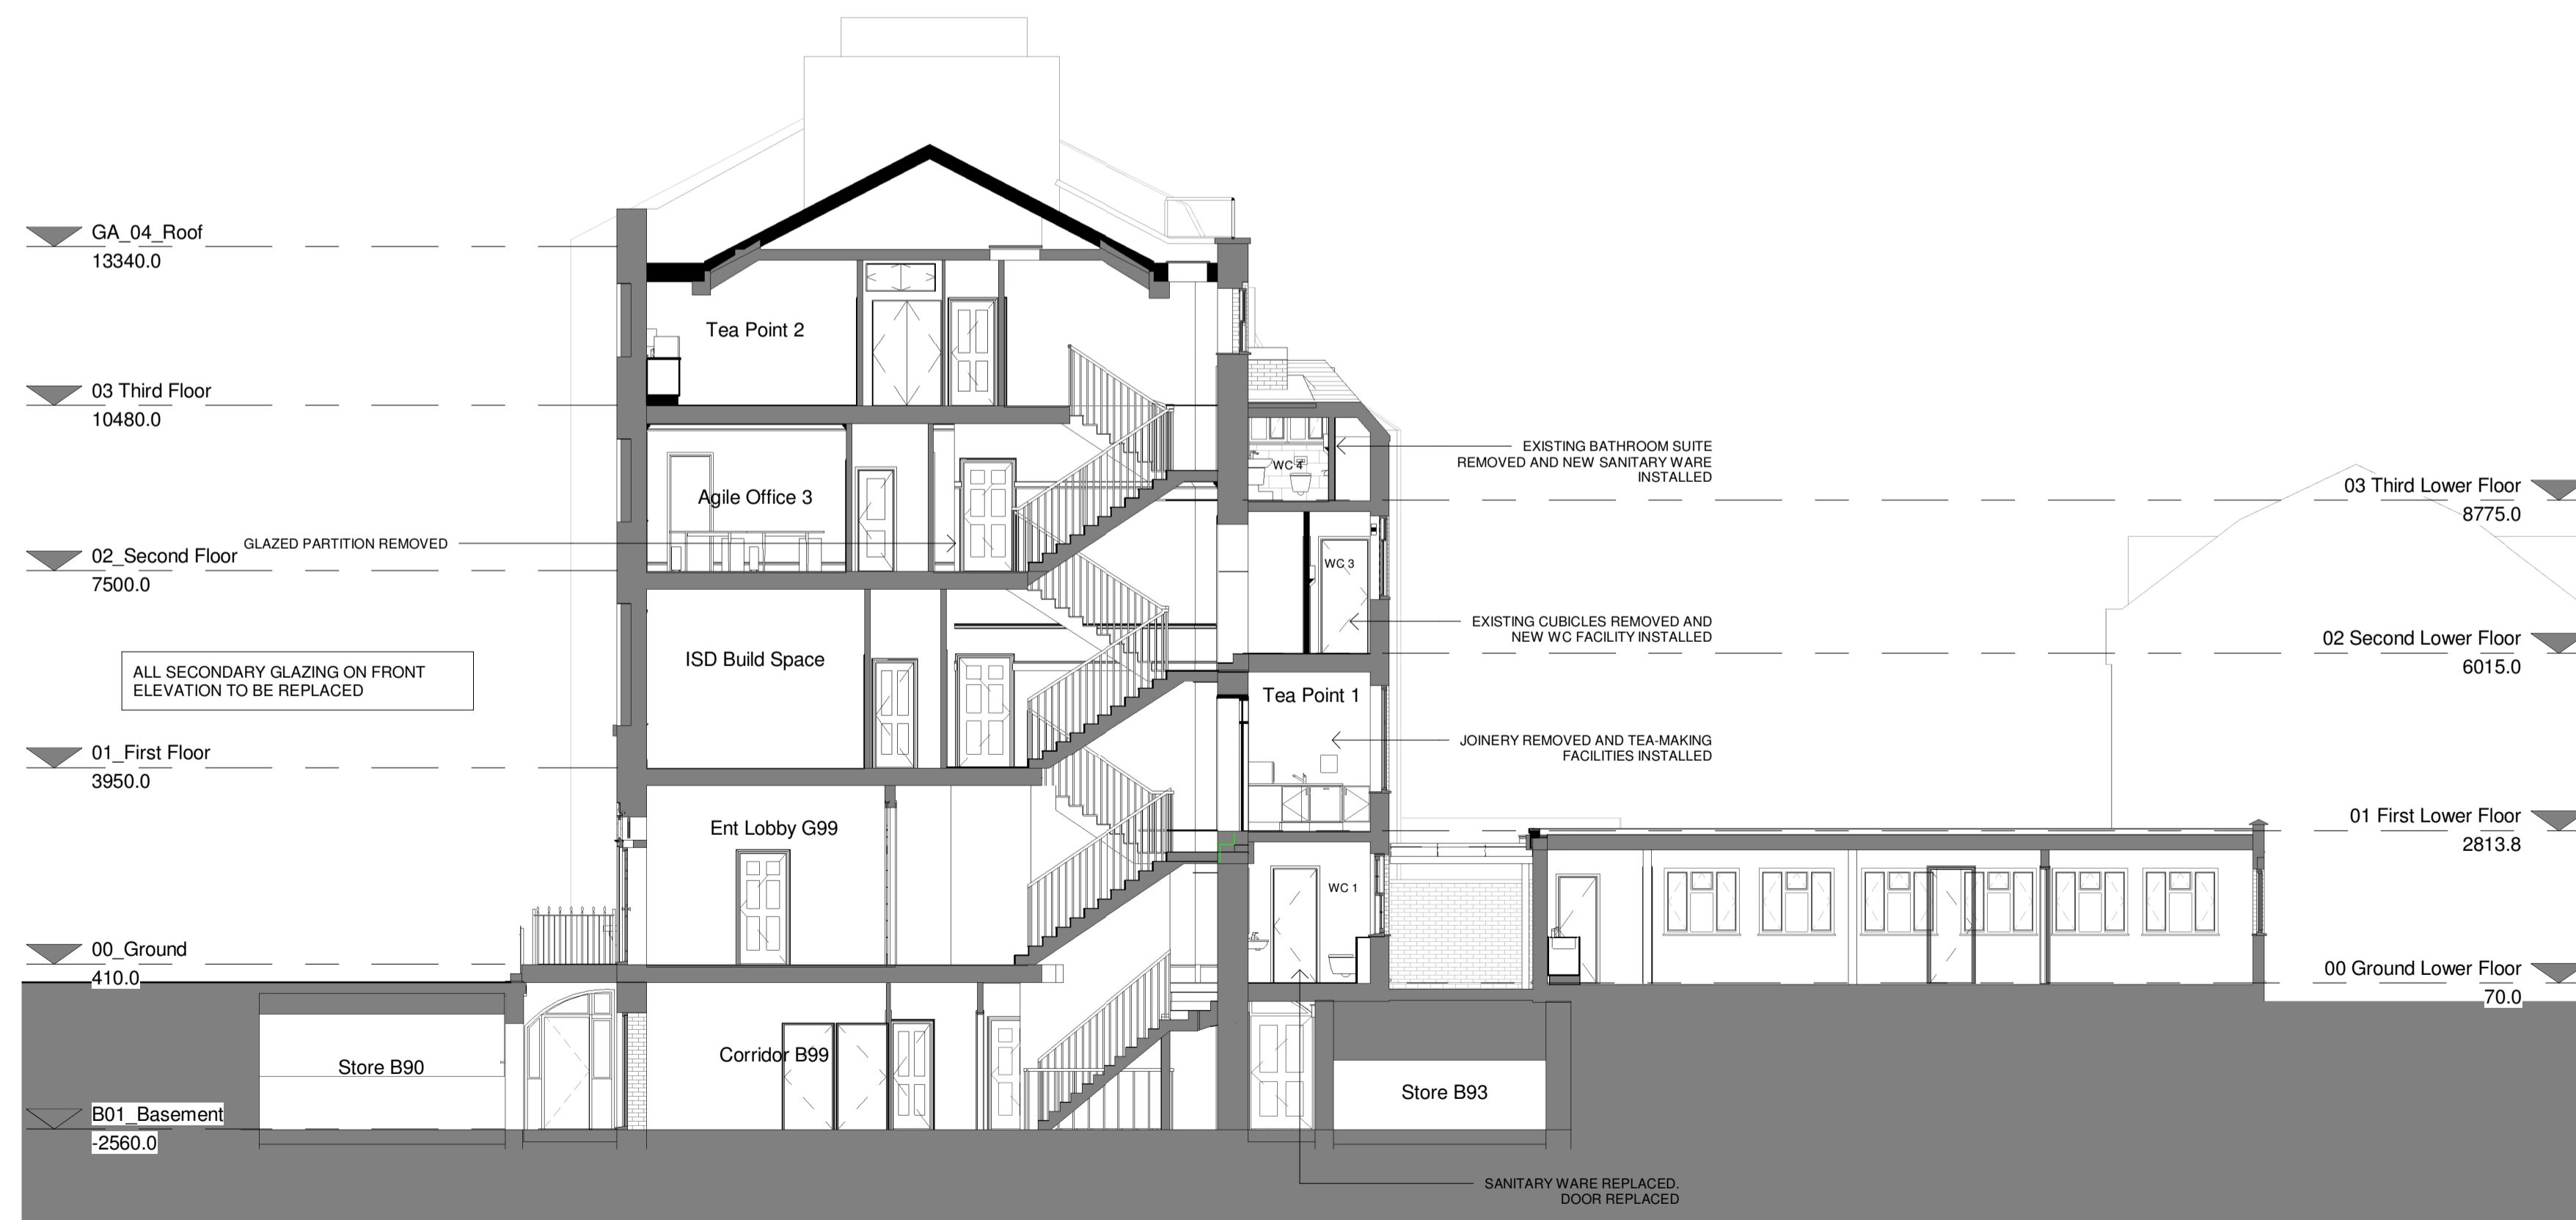 GA_04_Roof
13340.0
Tea Point 2
03 Third Floor
10480.0
EXISTING BATHROOM SUITE
REMOVED AND NEW SANITARY WARE
INSTALLED
WC 4
03 Third Lower Floor
8775.0
Agile Office 3
GLAZED PARTITION REMOVED
02_Second Floor
7500.0
WC 3
EXISTING CUBICLES REMOVED AND
NEW WC FACILITY INSTALLED
02 Second Lower Floor
6015.0
ISD Build Space
ALL SECONDARY GLAZING ON FRONT
ELEVATION TO BE REPLACED
Tea Point 1
JOINERY REMOVED AND TEA-MAKING
FACILITIES INSTALLED
01_First Floor
3950.0
01 First Lower Floor
2813.8
Ent Lobby G99
WC 1
00_Ground
410.0
00 Ground Lower Floor
70.0
Corridor B99
Store B90
Store B93
B01_Basement
-2560.0
SANITARY WARE REPLACED.
DOOR REPLACED